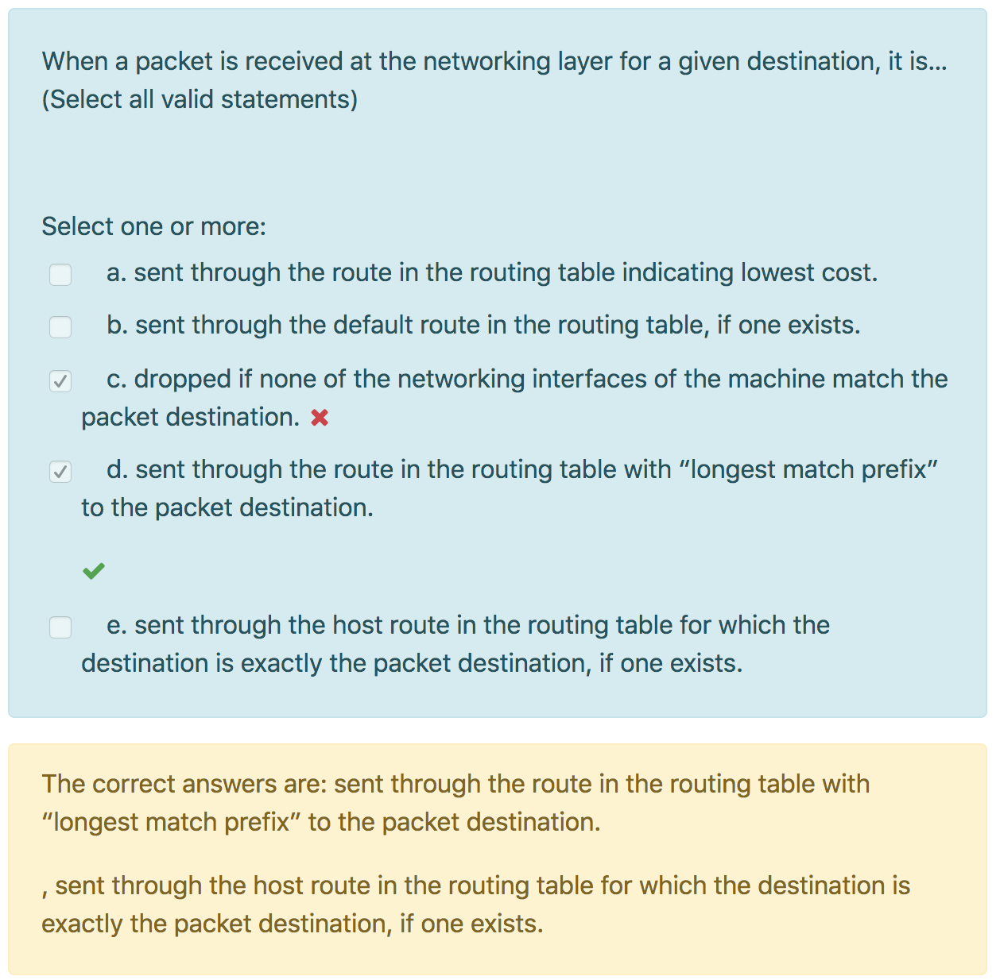 When a packet is received at the networking layer for a given destination, it is...
(Select all valid statements)
Select one or more:
a. sent through the route in the routing table indicating lowest cost.
b. sent through the default route in the routing table, if one exists.
c. dropped if none of the networking interfaces of the machine match the
packet destination.
d. sent through the route in the routing table with “longest match prefix”
to the packet destination.
e. sent through the host route in the routing table for which the
destination is exactly the packet destination, if one exists.
The correct answers are: sent through the route in the routing table with
“longest match prefix” to the packet destination.
, sent through the host route in the routing table for which the destination is
exactly the packet destination, if one exists.